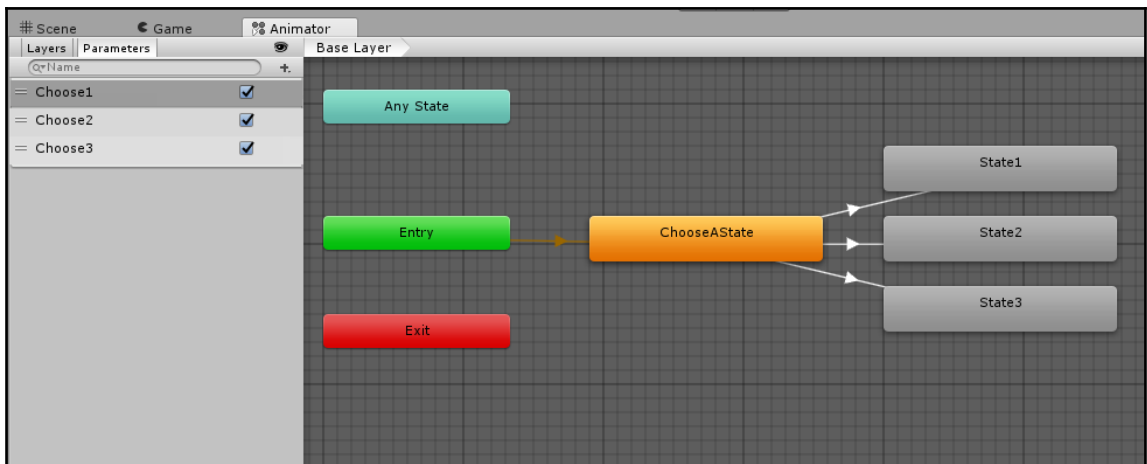 Scene Game Animator
Layers Parameters Base Layer
Name
Choose1
Choose2
Choose3
Any State
Entry
Exit
ChooseAState
State1
State2
State3